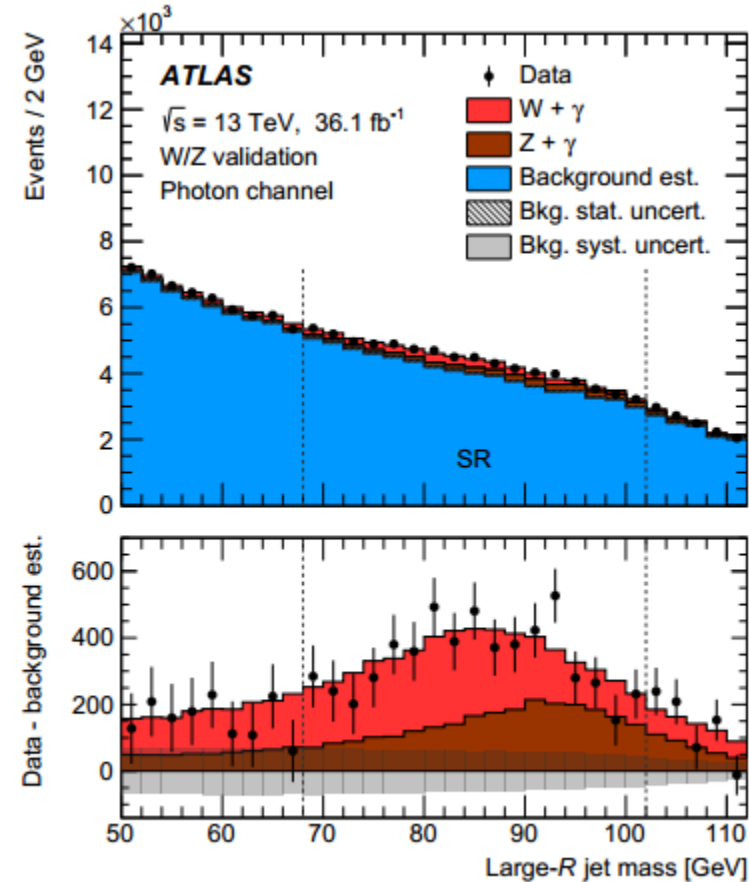 ×10³
14
12
10
8
6
4
2
0
Events / 2 GeV
ATLAS
√s = 13 TeV, 36.1 fb⁻¹
W/Z validation
Photon channel
Data
W + γ
Z + γ
Background est.
Bkg. stat. uncert.
Bkg. syst. uncert.
SR
Data - background est.
600
400
200
0
50 60 70 80 90 100 110
Large-R jet mass [GeV]